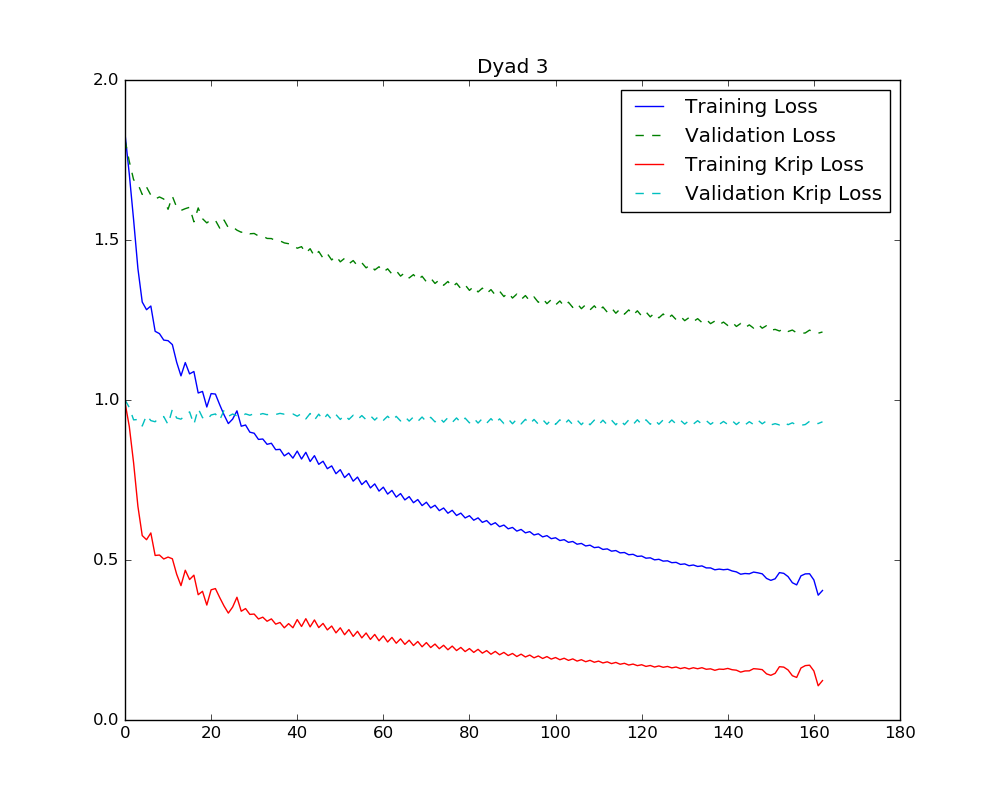 Dyad 3
2.0
1.5
1.0
0.5
0.0
Training Loss
Validation Loss
Training Krip Loss
Validation Krip Loss
0 20 40 60 80 100 120 140 160 180